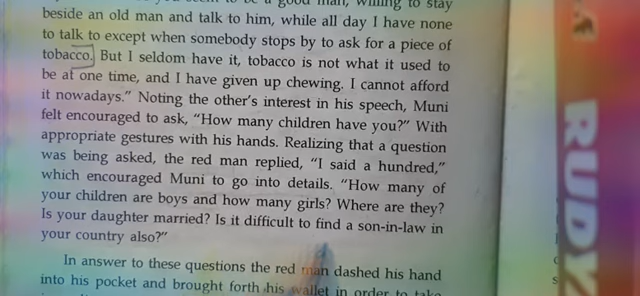 good man, willing to stay
beside an old man and talk to him, while all day I have none
to talk to except when somebody stops by to ask for a piece of
tobacco. But I seldom have it, tobacco is not what it used to
be at one time, and I have given up chewing. I cannot afford
it nowadays.” Noting the other’s interest in his speech, Muni
felt encouraged to ask, “How many children have you?” With
appropriate gestures with his hands. Realizing that a question
was being asked, the red man replied, “I said a hundred,”
which encouraged Muni to go into details. “How many of
your children are boys and how many girls? Where are they?
Is your daughter married? Is it difficult to find a son-in-law in
your country also?”
In answer to these questions the red man dashed his hand
into his pocket and brought forth his wallet in order to take
RUDY